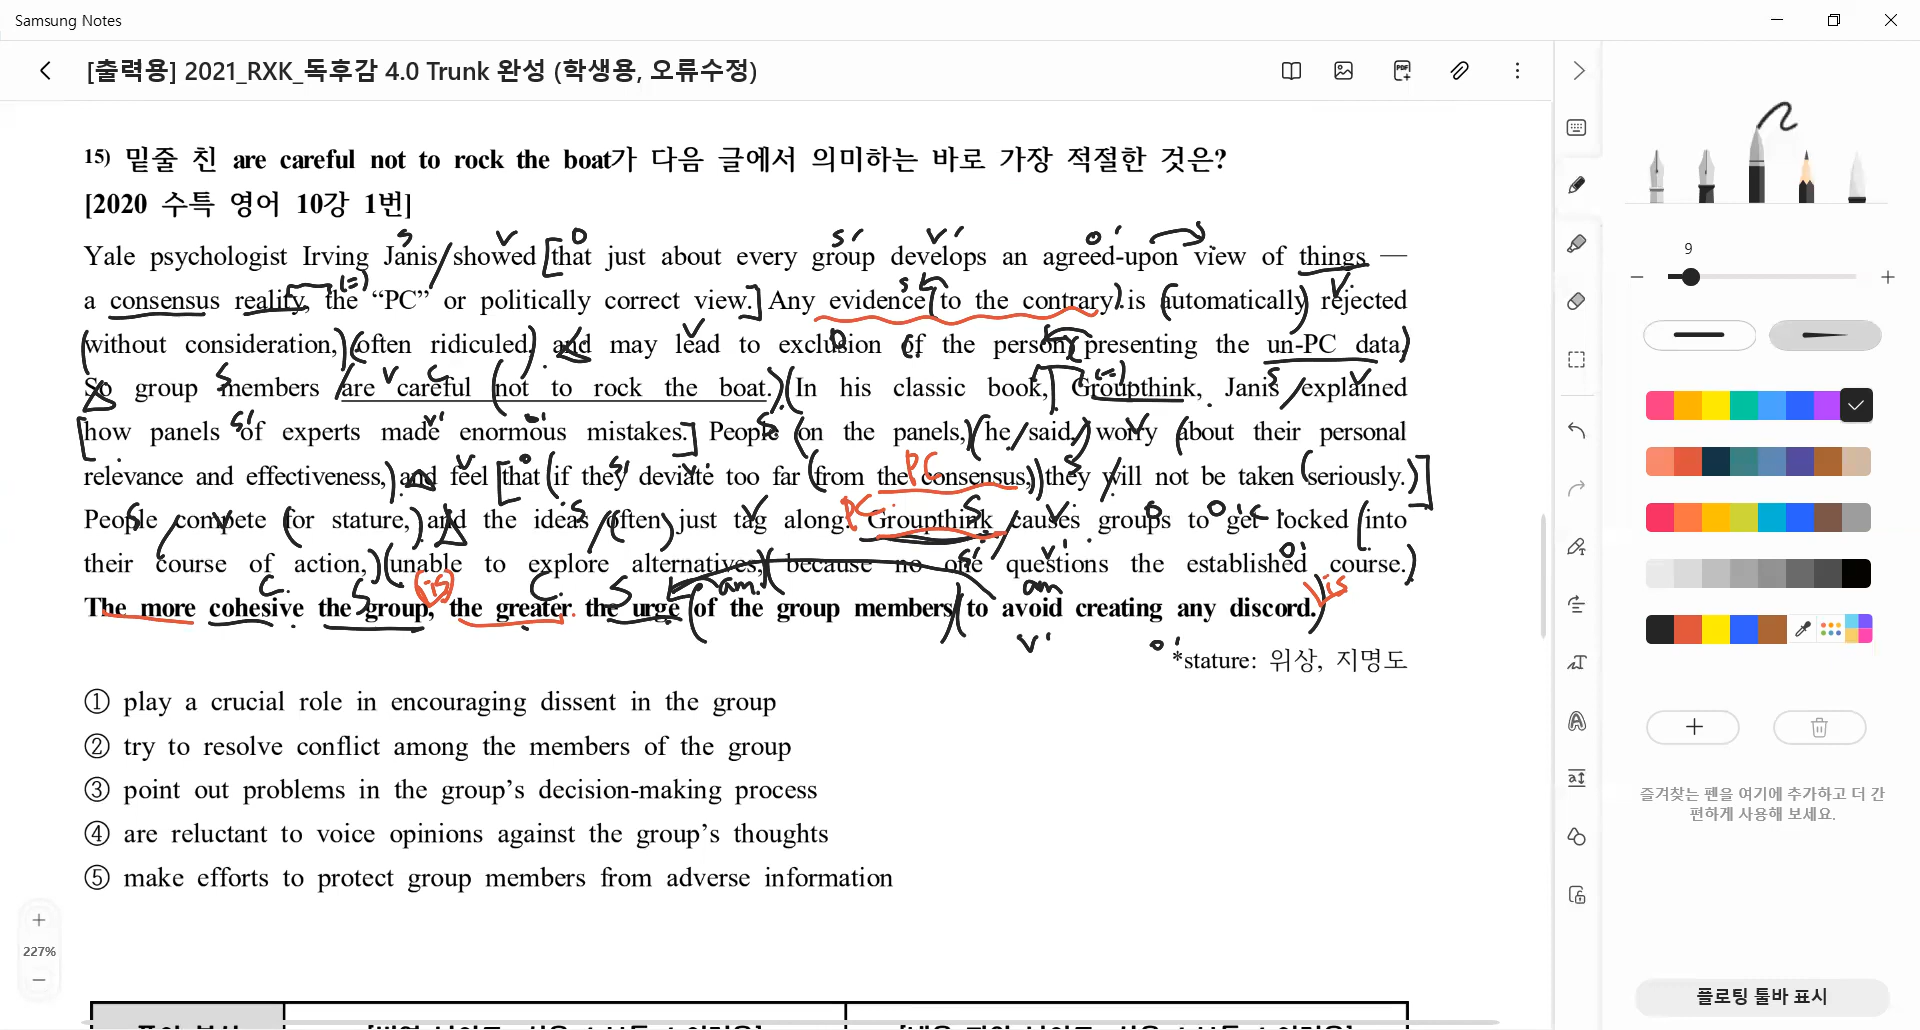 Samsung Notes
[출력용] 2021_RXK_독후감 4.0 Trunk 완성 (학생용, 오류수정)
15) 밑줄 친 are careful not to rock the boat가 다음 글에서 의미하는 바로 가장 적절한 것은?
[2020 수특 영어 10강 1번]
S V O S' V' O'
Yale psychologist Irving Janis showed that just about every group develops an agreed-upon view of things —
(=) S V
a consensus reality, the “PC” or politically correct view. Any evidence to the contrary is automatically rejected
V O
without consideration, often ridiculed, and may lead to exclusion of the person presenting the un-PC data.
S V C (=) S V
So group members are careful not to rock the boat. In his classic book, Groupthink, Janis explained
S' V' O' S V
how panels of experts made enormous mistakes. People on the panels, he said, worry about their personal
V O S' V' PC S
relevance and effectiveness, and feel that if they deviate too far from the consensus, they will not be taken seriously.
S V S V PC S V O O.C
People compete for stature, and the ideas often just tag along. Groupthink causes groups to get locked into
S' V' O'
their course of action, unable to explore alternatives, because no one questions the established course.
C S (is) C S am am V is
The more cohesive the group, the greater the urge of the group members to avoid creating any discord.
V' O'
*stature: 위상, 지명도
① play a crucial role in encouraging dissent in the group
② try to resolve conflict among the members of the group
③ point out problems in the group’s decision-making process
④ are reluctant to voice opinions against the group’s thoughts
⑤ make efforts to protect group members from adverse information
227%
9
즐겨찾는 펜을 여기에 추가하고 더 간
편하게 사용해 보세요.
플로팅 툴바 표시